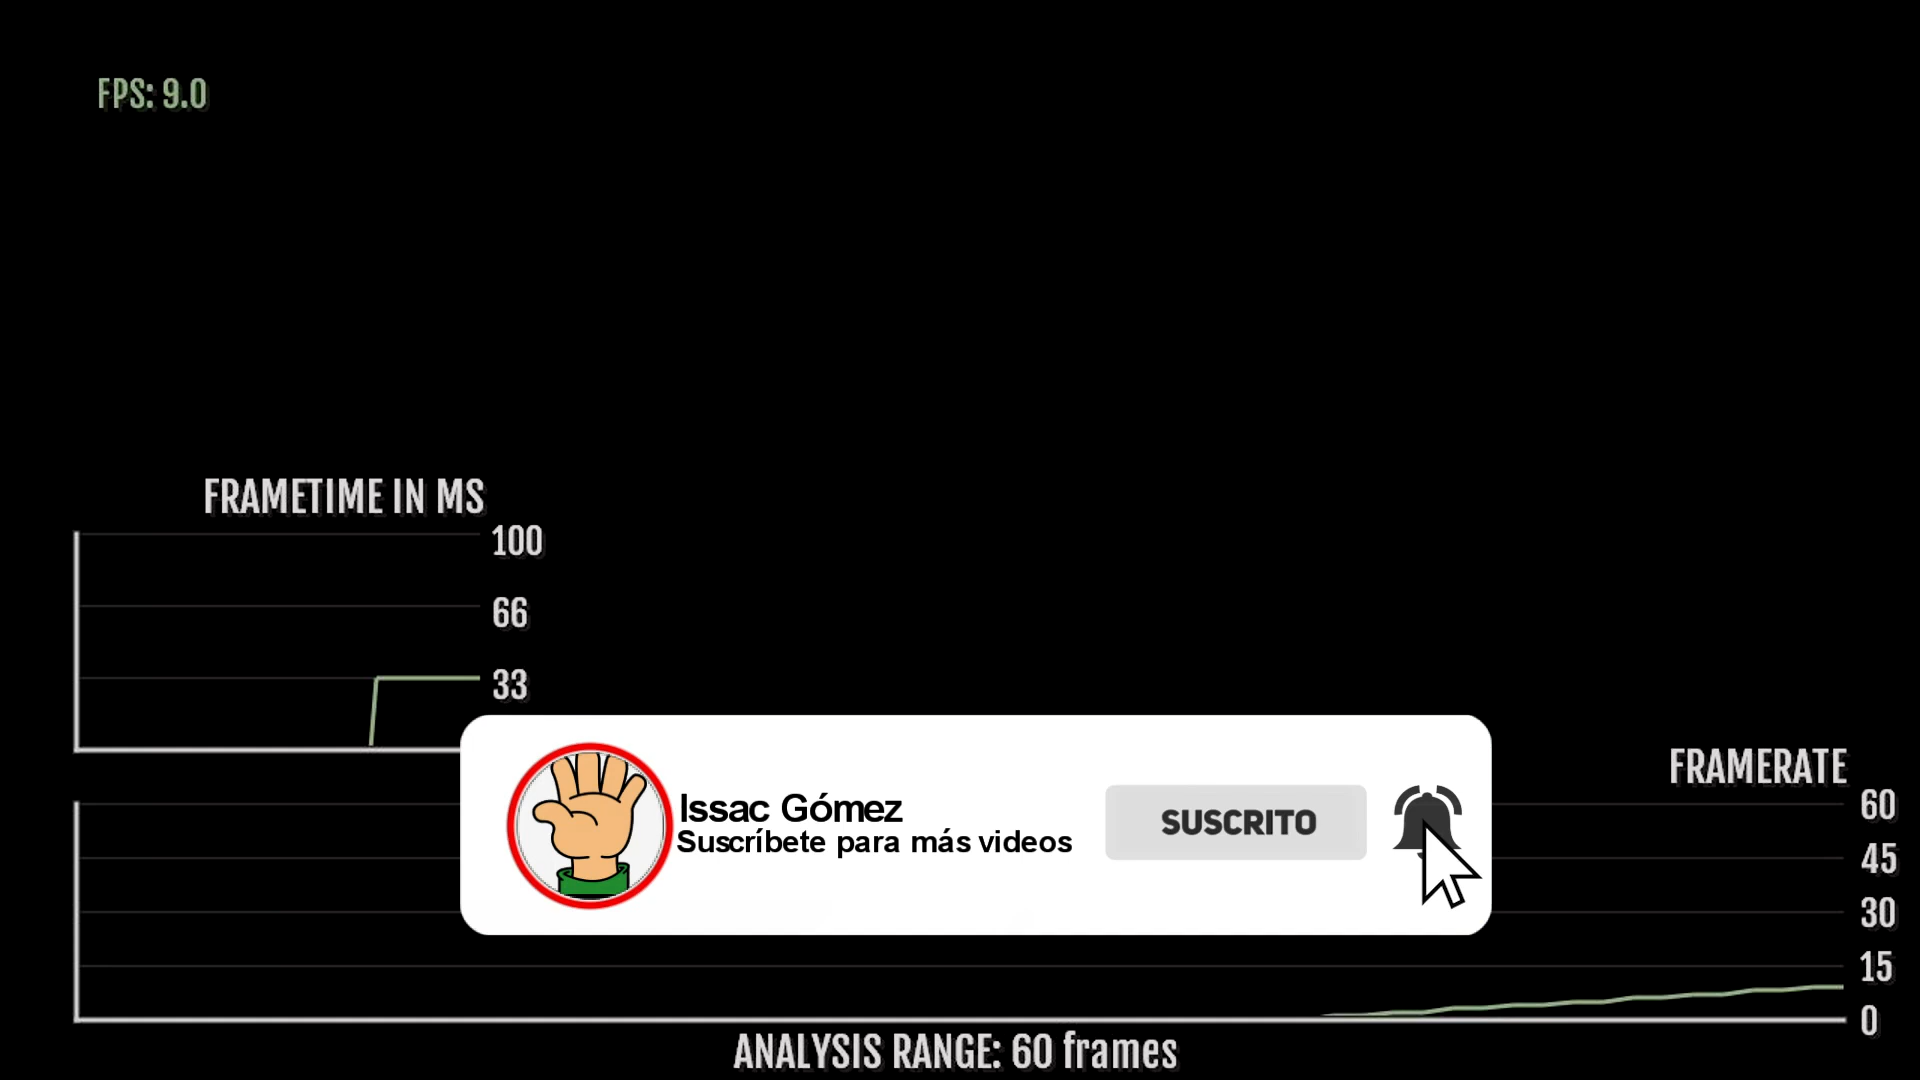 FPS: 9.0
FRAMETIME IN MS
100
66
33
Issac Gómez
Suscríbete para más videos
SUSCRITO
FRAMERATE
60
45
30
15
0
ANALYSIS RANGE: 60 frames